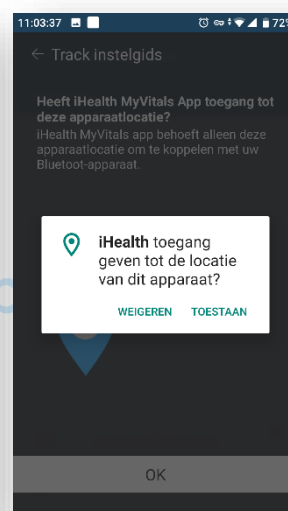 11:03:37 72%
← Track instelgids
Heeft iHealth MyVitals App toegang tot
deze apparaatlocatie?
iHealth MyVitals app behoeft alleen deze
apparaatlocatie om te koppelen met uw
Bluetoot-apparaat.
iHealth toegang
geven tot de locatie
van dit apparaat?
WEIGEREN TOESTAAN
OK